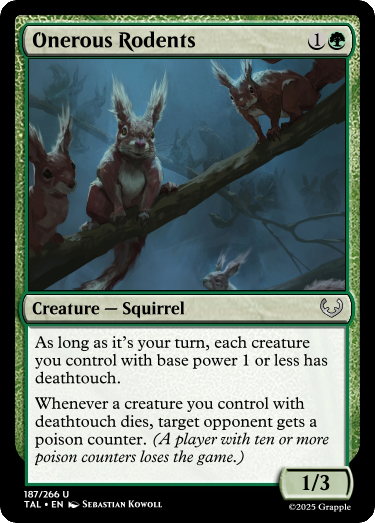 Onerous Rodents 1
Creature — Squirrel
As long as it's your turn, each creature
you control with base power 1 or less has
deathtouch.
Whenever a creature you control with
deathtouch dies, target opponent gets a
poison counter. (A player with ten or more
poison counters loses the game.)
1/3
187/266 U
TAL • EN Sebastian Kowoll
©2025 Grapple